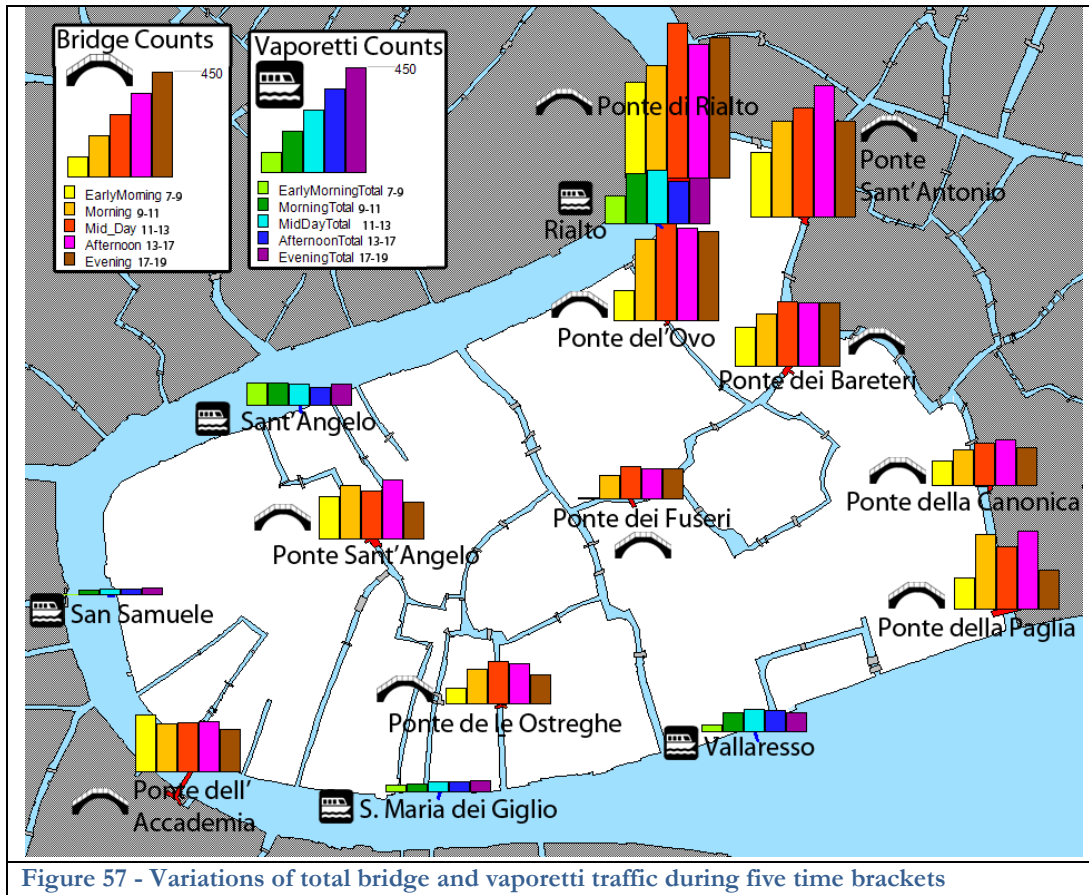 Bridge Counts
450
EarlyMorning 7-9
Morning 9-11
Mid_Day 11-13
Afternoon 13-17
Evening 17-19
Vaporetti Counts
450
EarlyMorningTotal 7-9
MorningTotal 9-11
MidDayTotal 11-13
AfternoonTotal 13-17
EveningTotal 17-19
Ponte di Rialto
Ponte
Sant'Antonio
Rialto
Ponte del'Ovo
Ponte dei Bareteri
Sant'Angelo
Ponte della Canonica
Ponte dei Fuseri
Ponte Sant'Angelo
San Samuele
Ponte della Paglia
Ponte de le Ostreghe
Vallaresso
Ponte dell'
Accademia
S. Maria dei Giglio
Figure 57 - Variations of total bridge and vaporetti traffic during five time brackets